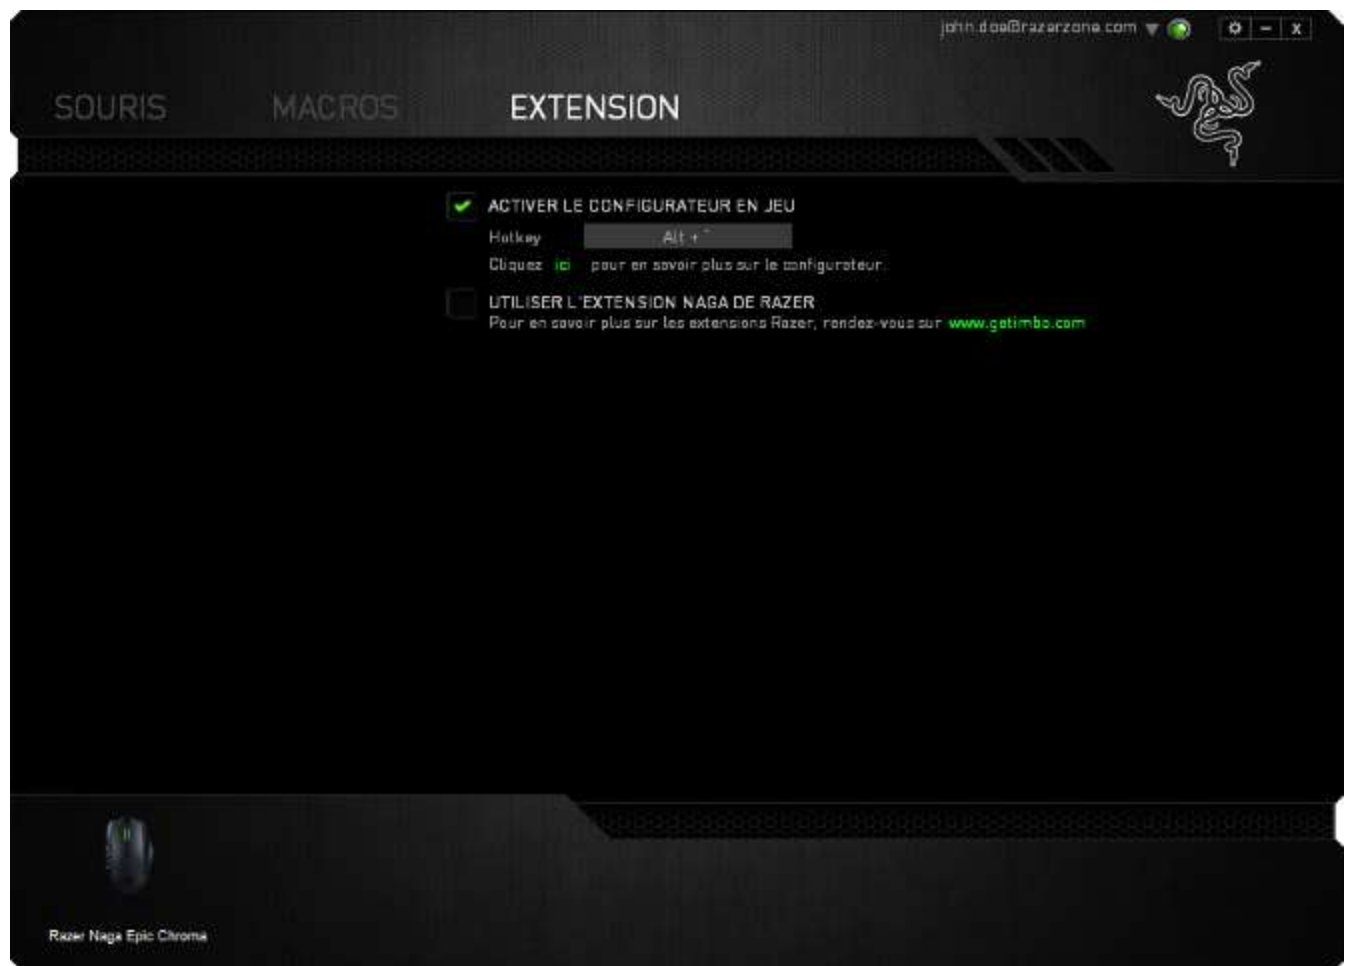 john.doe@razerzone.com
SOURIS MACROS EXTENSION
ACTIVER LE CONFIGURATEUR EN JEU
Hotkey Alt + ~
Cliquez ici pour en savoir plus sur le configurateur.
UTILISER L'EXTENSION NAGA DE RAZER
Pour en savoir plus sur les extensions Razer, rendez-vous sur www.gotimba.com
Razer Naga Epic Chroma